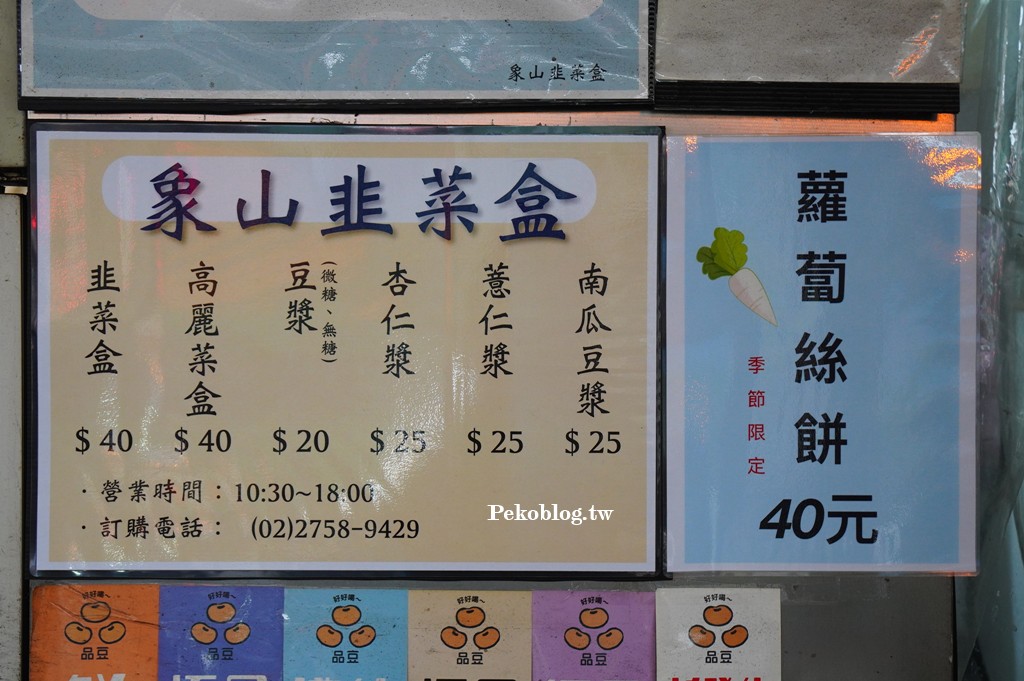 象山韭菜盒
象山韭菜盒
韭菜盒
$40
高麗菜盒
$40
豆漿
(微糖、無糖)
$20
杏仁漿
$25
薏仁漿
$25
南瓜豆漿
$25
·營業時間：10:30~18:00
·訂購電話： (02)2758-9429
Pekoblog.tw
蘿蔔絲餅
季節限定
40元
好好喝~
品豆
好好喝~
品豆
好好喝~
品豆
好好喝~
品豆
好好喝~
品豆
好好喝~
品豆